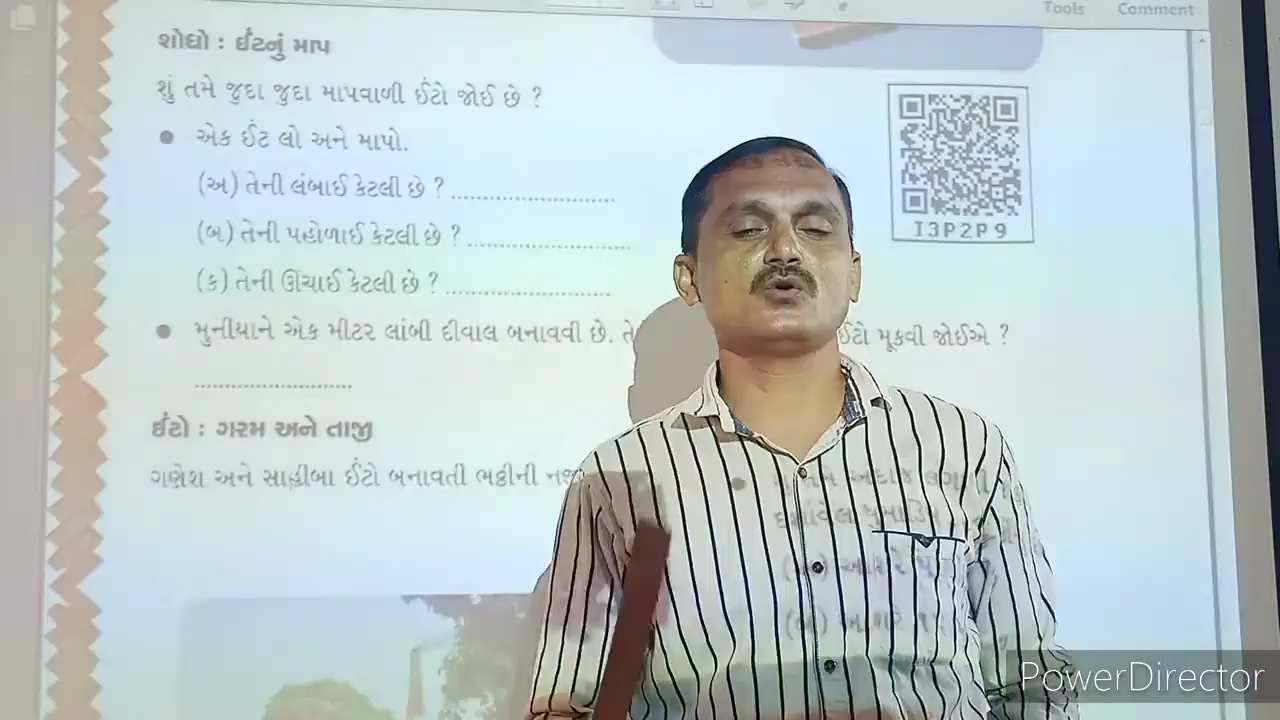 Tools Comment
શોધો : ઈંટનું માપ
શું તમે જુદા જુદા માપવાળી ઈંટો જોઈ છે ?
● એક ઈંટ લો અને માપો.
(અ) તેની લંબાઈ કેટલી છે ? ..............................
(બ) તેની પહોળાઈ કેટલી છે ? ..............................
(ક) તેની ઊંચાઈ કેટલી છે ? ..............................
I3P2P9
● મુનીયાને એક મીટર લાંબી દીવાલ બનાવવી છે. તે ઈંટો મૂકવી જોઈએ ?
..............................
ઈંટો : ગરમ અને તાજી
ગણેશ અને સાહીબા ઈંટો બનાવતી ભઠ્ઠીની
PowerDirector